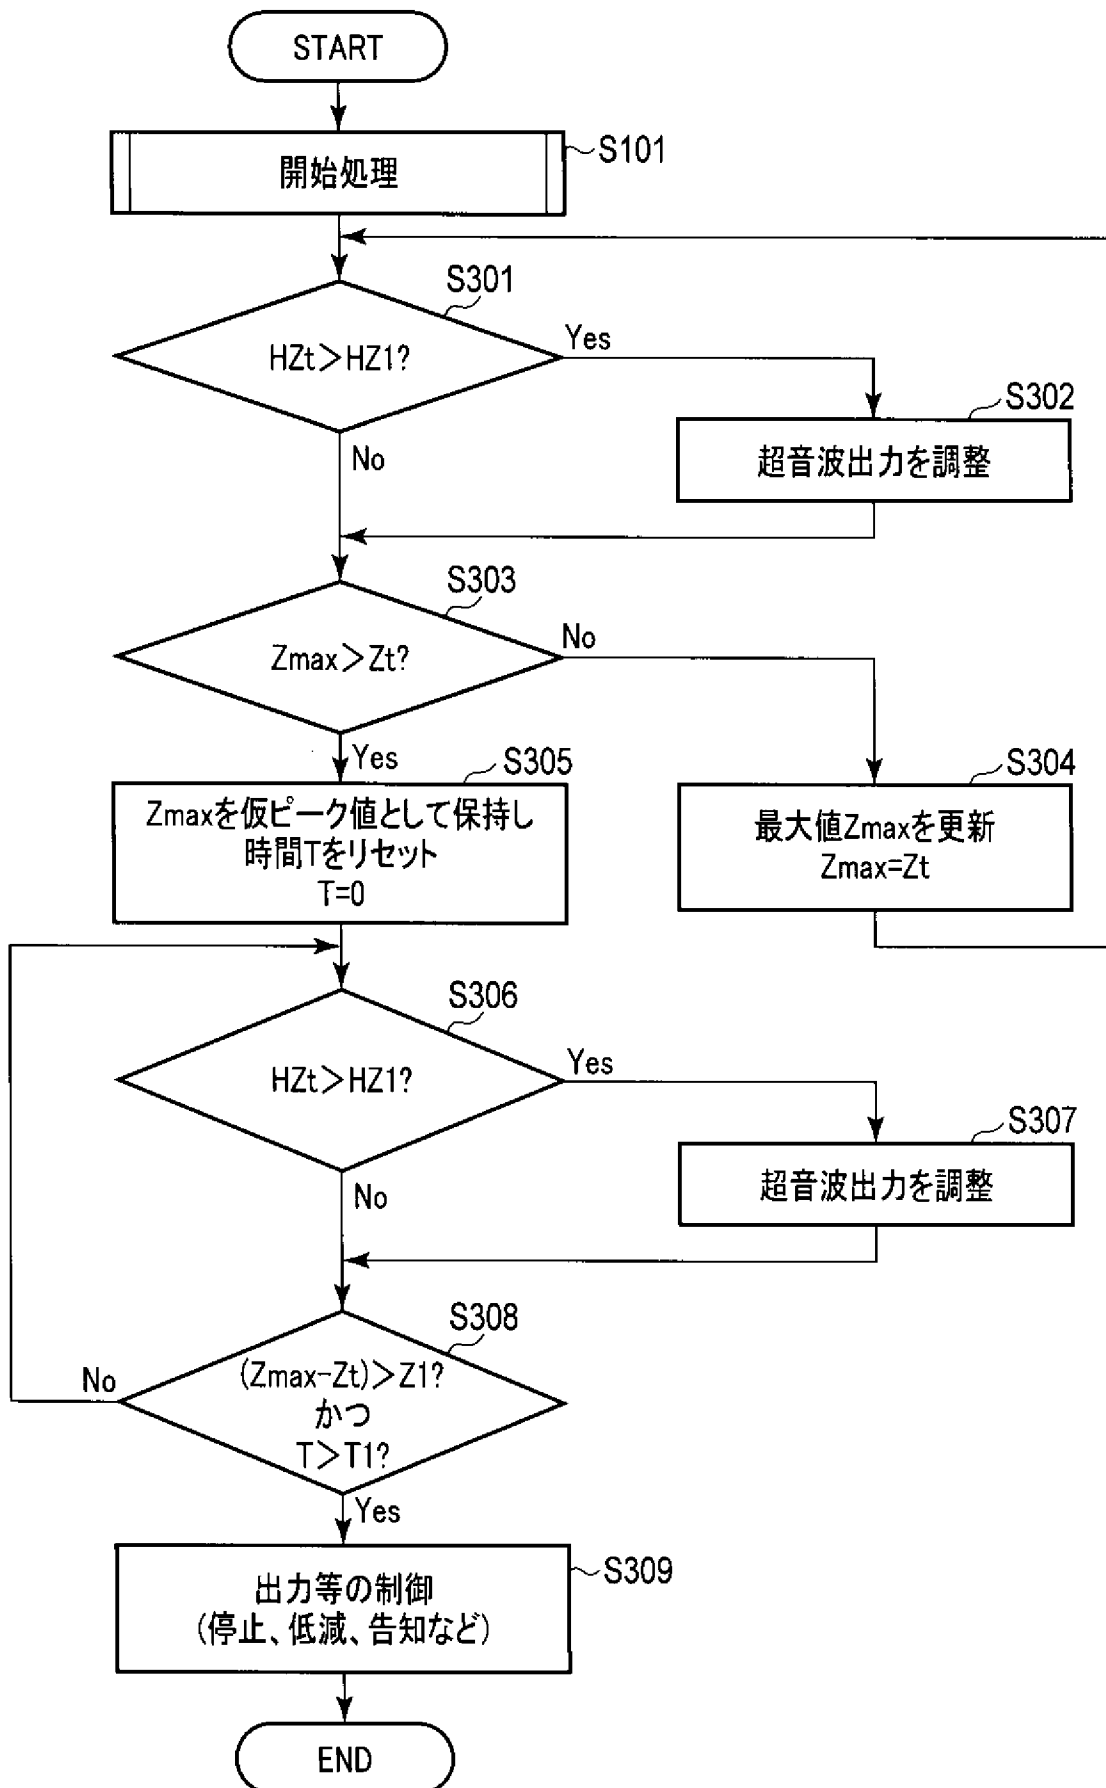 START
開始処理
S101
S301
HZt＞HZ1?
Yes
No
S302
超音波出力を調整
S303
Zmax＞Zt?
No
Yes
S305
Zmaxを仮ピーク値として保持し
時間Tをリセット
T=0
S304
最大値Zmaxを更新
Zmax=Zt
S306
HZt＞HZ1?
Yes
No
S307
超音波出力を調整
S308
(Zmax-Zt)＞Z1?
かつ
T＞T1?
No
Yes
S309
出力等の制御
(停止、低減、告知など)
END